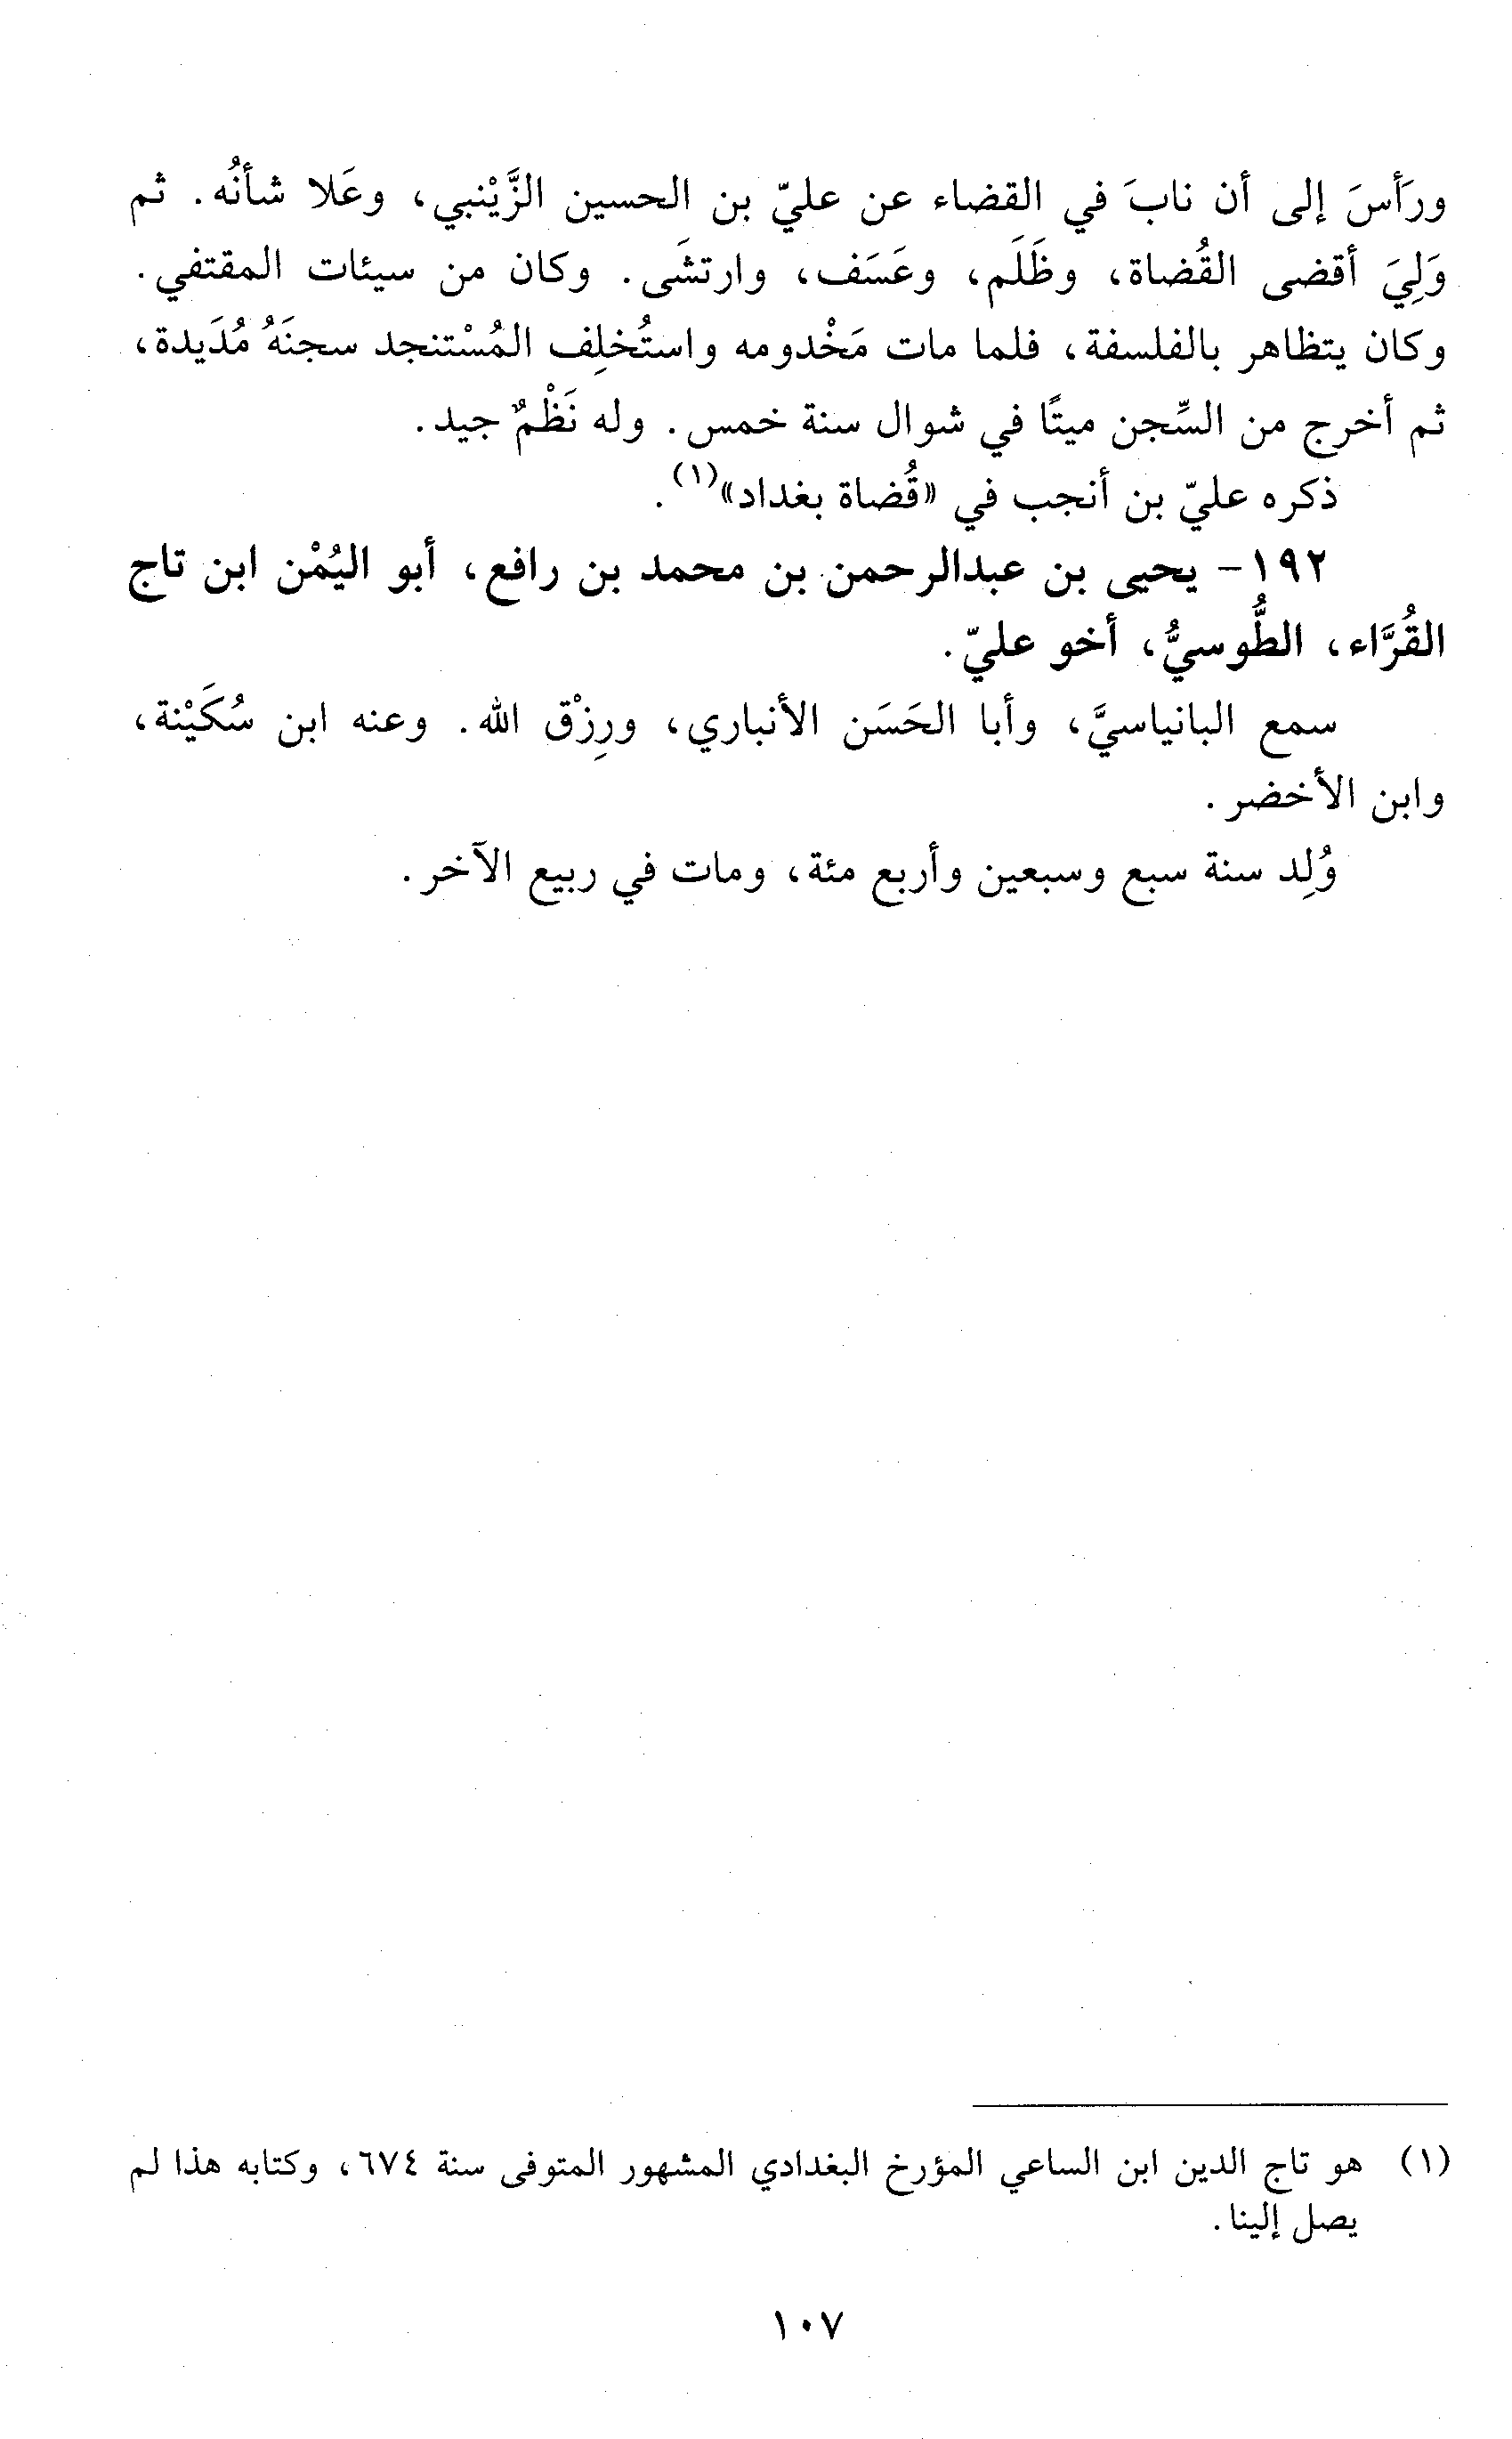 ورَأَسَ إلى أن نابَ في القضاء عن عليّ بن الحسين الزَّيْنبي، وعَلا شأنُه. ثم
وَلِيَ أقضى القُضاة، وظَلَم، وعَسَف، وارتشَى. وكان من سيئات المقتفي.
وكان يتظاهر بالفلسفة، فلما مات مَخْدومه واستُخلِف المُسْتنجد سجنَهُ مُدَيدة،
ثم أخرج من السِّجن ميتًا في شوال سنة خمس. وله نَظْمٌ جيد.
ذكره عليّ بن أنجب في «قُضاة بغداد»(١).
١٩٢- يحيى بن عبدالرحمن بن محمد بن رافع، أبو اليُمْن ابن تاج
القُرَّاء، الطُّوسيُّ، أخو عليّ.
سمع البانياسيَّ، وأبا الحَسَن الأنباري، ورِزْق الله. وعنه ابن سُكَيْنة،
وابن الأخضر.
وُلِد سنة سبع وسبعين وأربع مئة، ومات في ربيع الآخر.
(١) هو تاج الدين ابن الساعي المؤرخ البغدادي المشهور المتوفى سنة ٦٧٤، وكتابه هذا لم
يصل إلينا.
١٠٧